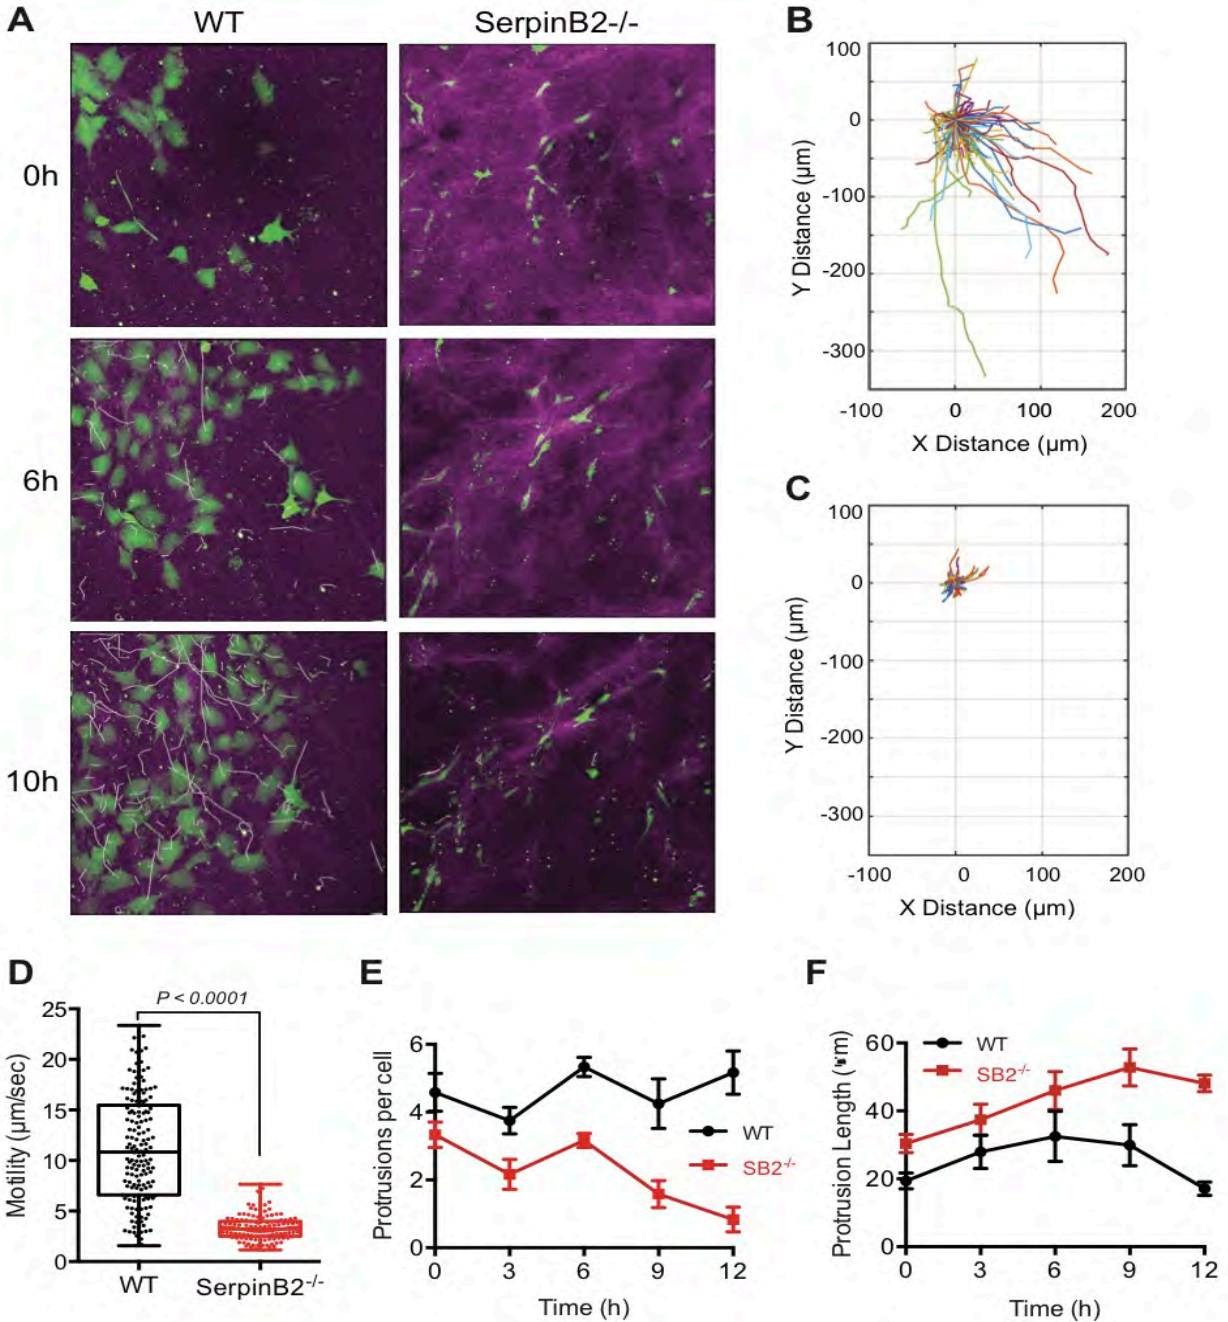 A
WT
SerpinB2-/-
0h
6h
10h
B
100
0
-100
-200
-300
-100
0
100
200
Y Distance (µm)
X Distance (µm)
C
100
0
-100
-200
-300
-100
0
100
200
Y Distance (µm)
X Distance (µm)
D
P < 0.0001
25
20
15
10
5
0
Motility (µm/sec)
WT
SerpinB2-/-
E
6
4
2
0
Protrusions per cell
WT
SB2-/-
0 3 6 9 12
Time (h)
F
60
40
20
0
Protrusion Length (m)
WT
SB2-/-
0 3 6 9 12
Time (h)